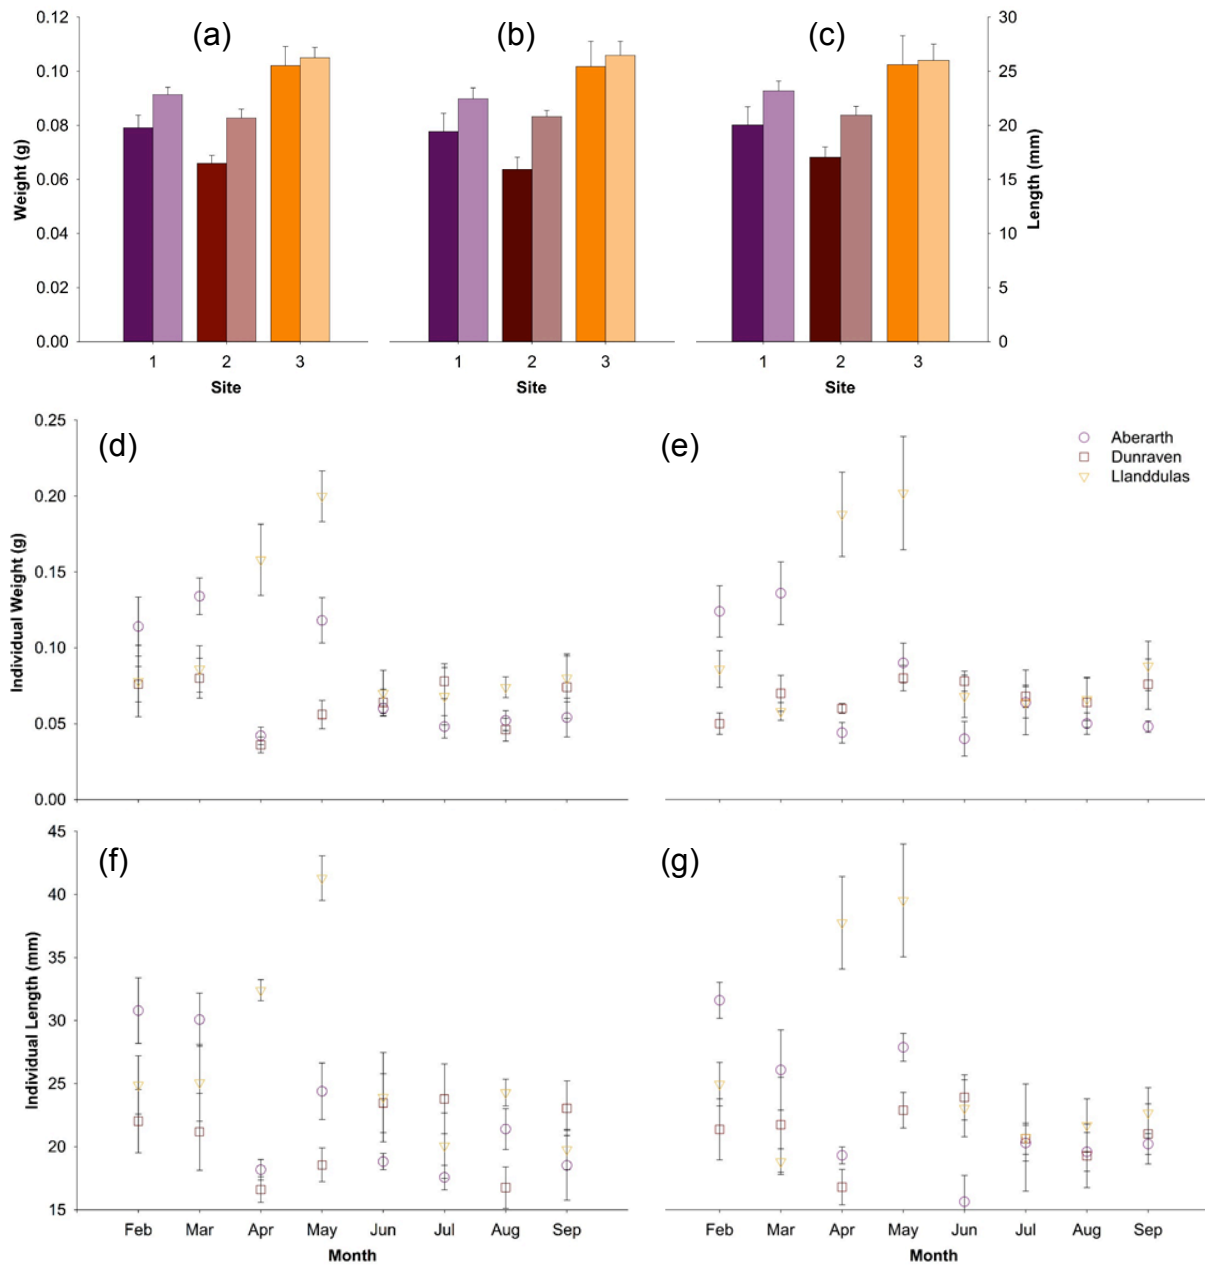 (a) (b) (c)
0.12 30
0.10 25
0.08 20
0.06 15
0.04 10
0.02 5
0.00 0
Weight (g)
Length (mm)
1 2 3 1 2 3 1 2 3
Site Site Site
(d) (e)
Aberarth
Dunraven
Llanddulas
0.25
0.20
0.15
0.10
0.05
0.00
Individual Weight (g)
(f) (g)
45
40
35
30
25
20
15
Individual Length (mm)
Feb Mar Apr May Jun Jul Aug Sep Feb Mar Apr May Jun Jul Aug Sep
Month Month